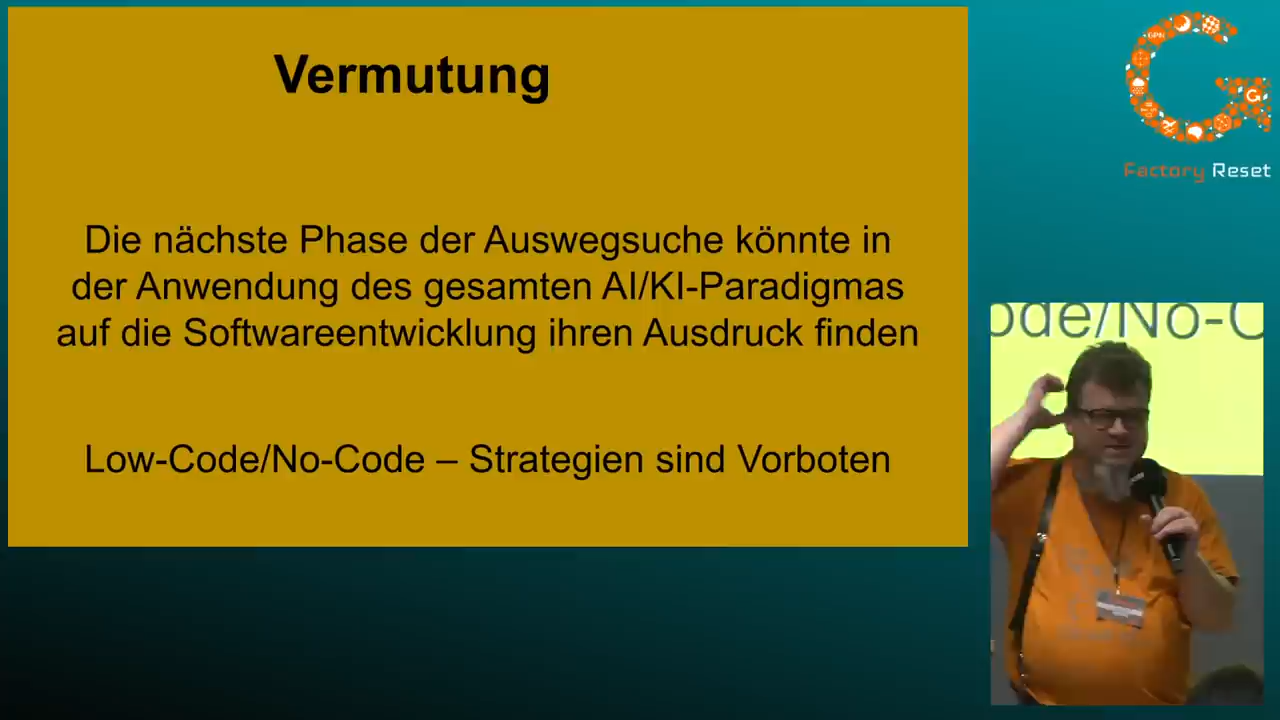 Vermutung
Die nächste Phase der Auswegsuche könnte in
der Anwendung des gesamten AI/KI-Paradigmas
auf die Softwareentwicklung ihren Ausdruck finden
Low-Code/No-Code – Strategien sind Vorboten
GPN
G
Factory Reset
ode/No-C